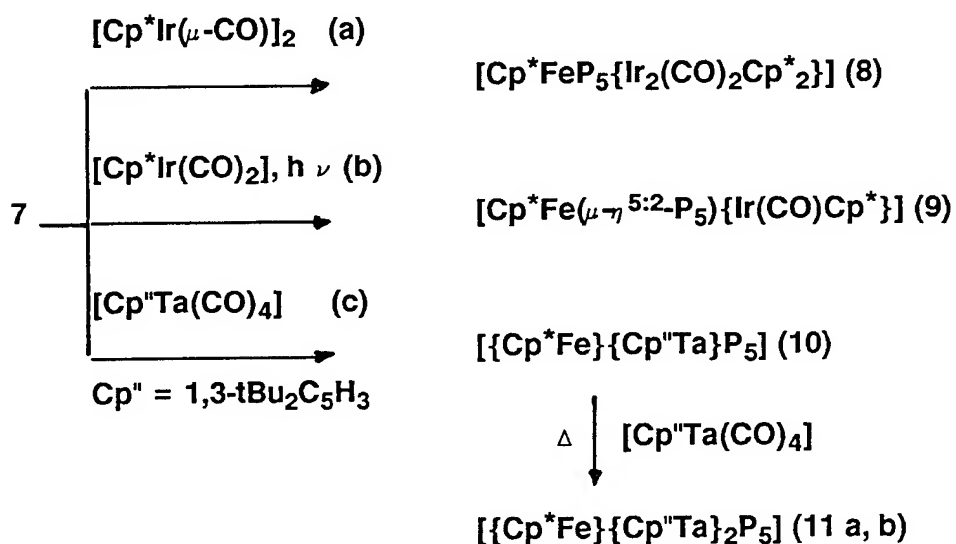 [Cp*Ir(μ-CO)]2 (a)
[Cp*FeP5{Ir2(CO)2Cp*2}] (8)
[Cp*Ir(CO)2], h ν (b)
7
[Cp*Fe(μ-η5:2-P5){Ir(CO)Cp*}] (9)
[Cp"Ta(CO)4] (c)
[{Cp*Fe}{Cp"Ta}P5] (10)
Cp" = 1,3-tBu2C5H3
Δ [Cp"Ta(CO)4]
[{Cp*Fe}{Cp"Ta}2P5] (11 a, b)